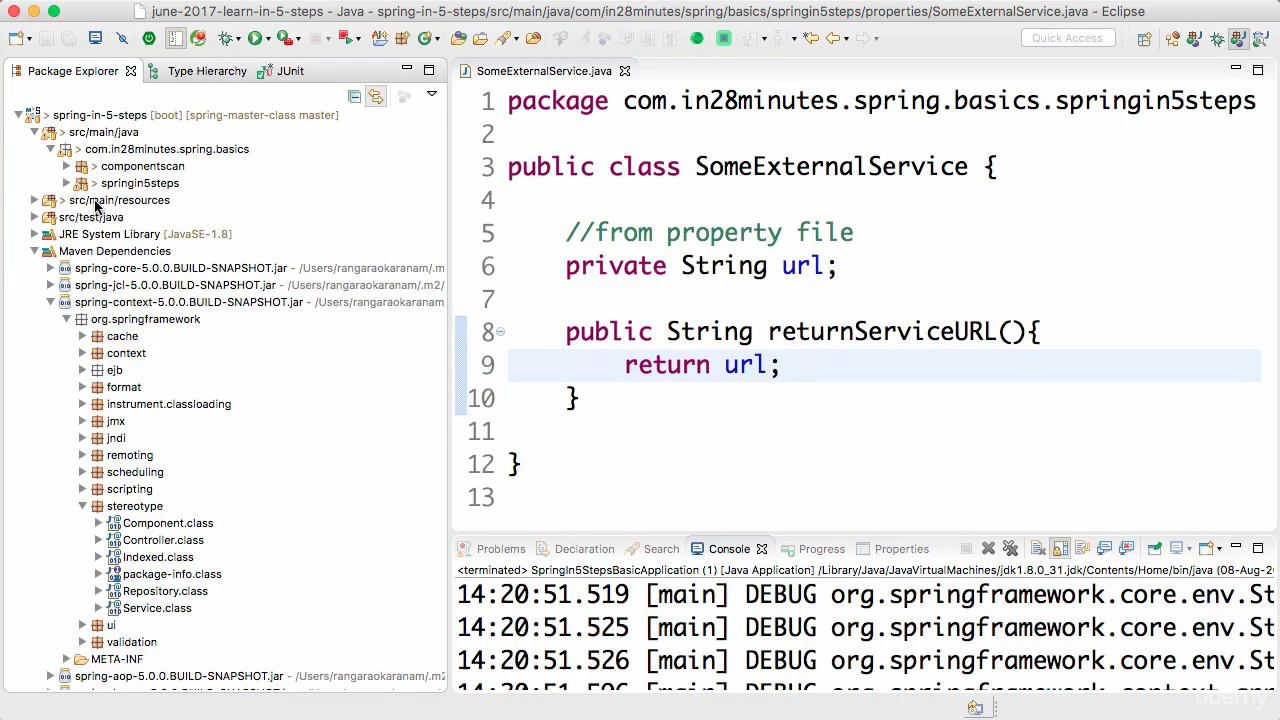 june-2017-learn-in-5-steps - Java - spring-in-5-steps/src/main/java/com/in28minutes/spring/basics/springin5steps/properties/SomeExternalService.java - Eclipse
Quick Access
Package Explorer
Type Hierarchy
JUnit
> spring-in-5-steps [boot] [spring-master-class master]
> src/main/java
> com.in28minutes.spring.basics
> componentscan
> springin5steps
> src/main/resources
src/test/java
JRE System Library [JavaSE-1.8]
Maven Dependencies
spring-core-5.0.0.BUILD-SNAPSHOT.jar - /Users/rangaraokaranam/.m
spring-jcl-5.0.0.BUILD-SNAPSHOT.jar - /Users/rangaraokaranam/.m2/
spring-context-5.0.0.BUILD-SNAPSHOT.jar - /Users/rangaraokaranam
org.springframework
cache
context
ejb
format
instrument.classloading
jmx
jndi
remoting
scheduling
scripting
stereotype
Component.class
Controller.class
Indexed.class
package-info.class
Repository.class
Service.class
ui
validation
META-INF
spring-aop-5.0.0.BUILD-SNAPSHOT.jar - /Users/rangaraokaranam/.m2
SomeExternalService.java
1 package com.in28minutes.spring.basics.springin5steps
2
3 public class SomeExternalService {
4
5 //from property file
6 private String url;
7
8 public String returnServiceURL(){
9 return url;
10 }
11
12 }
13
Problems
Declaration
Search
Console
Progress
Properties
<terminated> SpringIn5StepsBasicApplication (1) [Java Application] /Library/Java/JavaVirtualMachines/jdk1.8.0_31.jdk/Contents/Home/bin/java (08-Aug-2
14:20:51.519 [main] DEBUG org.springframework.core.env.St
14:20:51.525 [main] DEBUG org.springframework.core.env.St
14:20:51.526 [main] DEBUG org.springframework.core.env.St
udemy